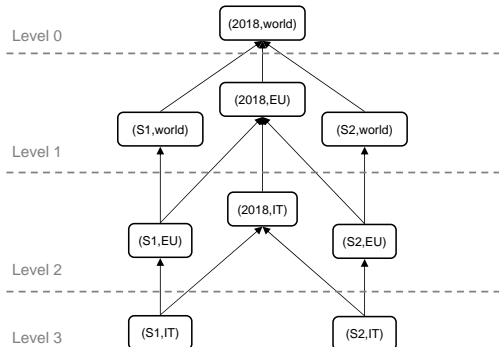 (2018,world)
Level 0
(2018,EU)
(S1,world)
(S2,world)
Level 1
(2018,IT)
(S1,EU)
(S2,EU)
Level 2
(S1,IT)
(S2,IT)
Level 3